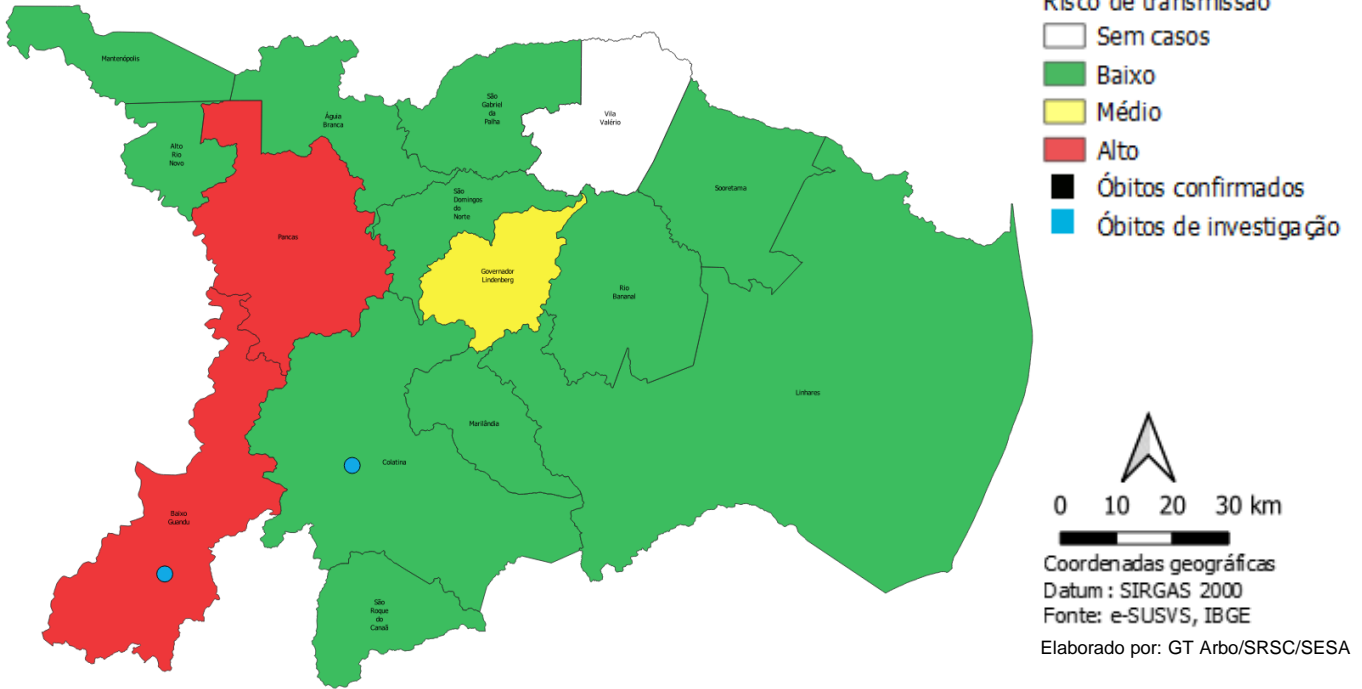 Risco de transmissão
Sem casos
Baixo
Médio
Alto
Óbitos confirmados
Óbitos de investigação
Mantenópolis
Águia
Branca
São
Gabriel
da
Palha
Vila
Valério
Alto
Rio
Novo
Sooretama
São
Domingos
do
Norte
Pancas
Governador
Lindenberg
Rio
Bananal
Linhares
Marilândia
Colatina
Baixo
Guandu
São
Roque
do
Canaã
0 10 20 30 km
Coordenadas geográficas
Datum : SIRGAS 2000
Fonte: e-SUSVS, IBGE
Elaborado por: GT Arbo/SRSC/SESA